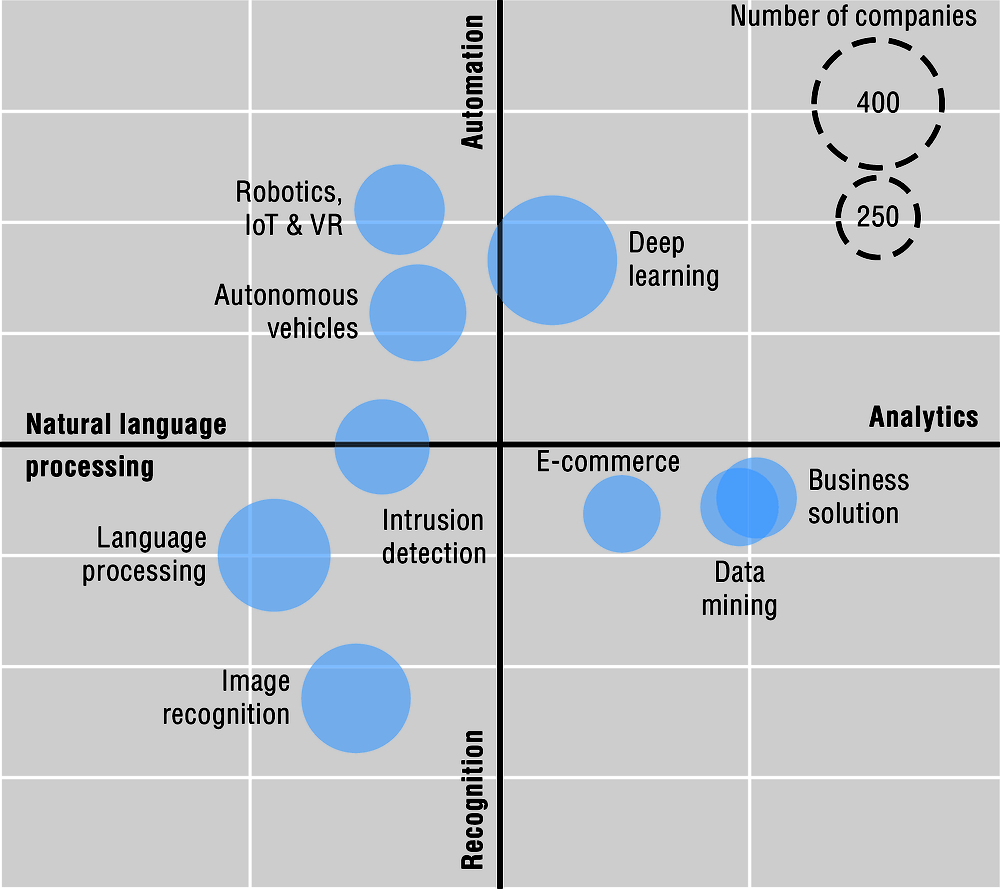 Number of companies
400
250
Automation
Robotics,
IoT & VR
Deep
learning
Autonomous
vehicles
Natural language
processing
Analytics
E-commerce
Business
solution
Intrusion
detection
Language
processing
Data
mining
Image
recognition
Recognition